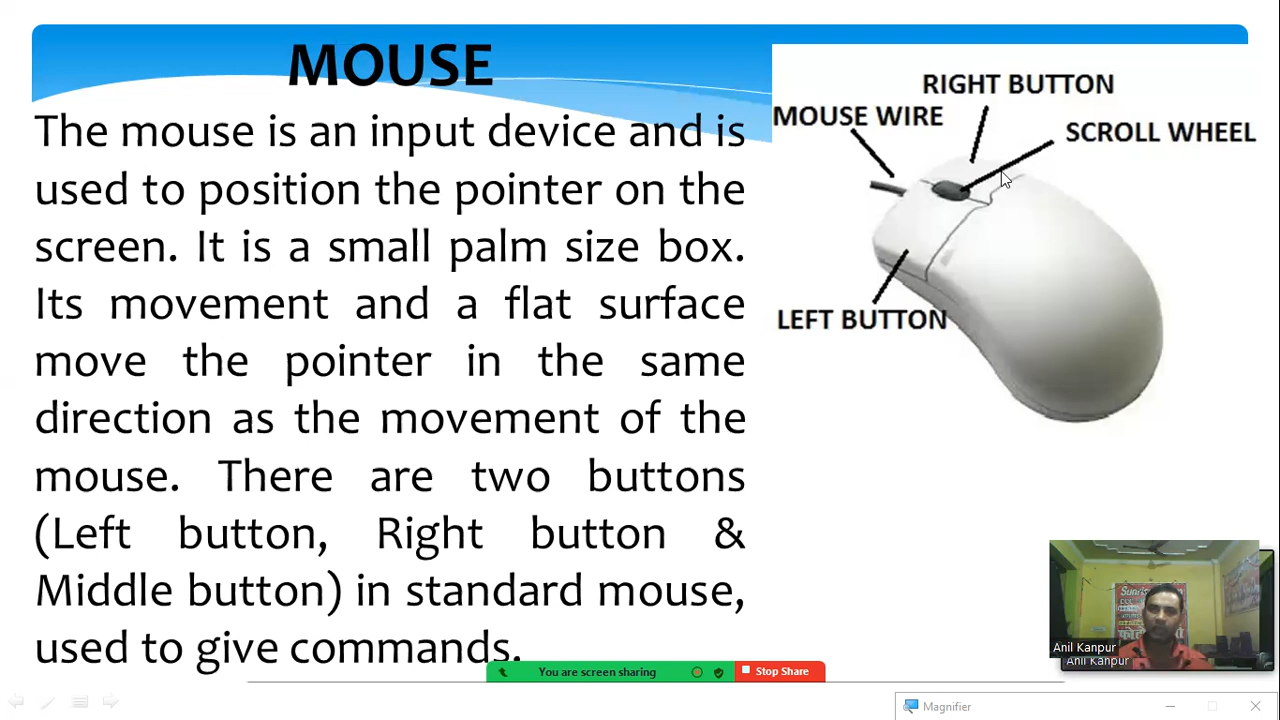 MOUSE
The mouse is an input device and is
used to position the pointer on the
screen. It is a small palm size box.
Its movement and a flat surface
move the pointer in the same
direction as the movement of the
mouse. There are two buttons
(Left button, Right button &
Middle button) in standard mouse,
used to give commands.
RIGHT BUTTON
MOUSE WIRE
SCROLL WHEEL
LEFT BUTTON
Anil Kanpur
Anil Kanpur
You are screen sharing
Stop Share
Magnifier